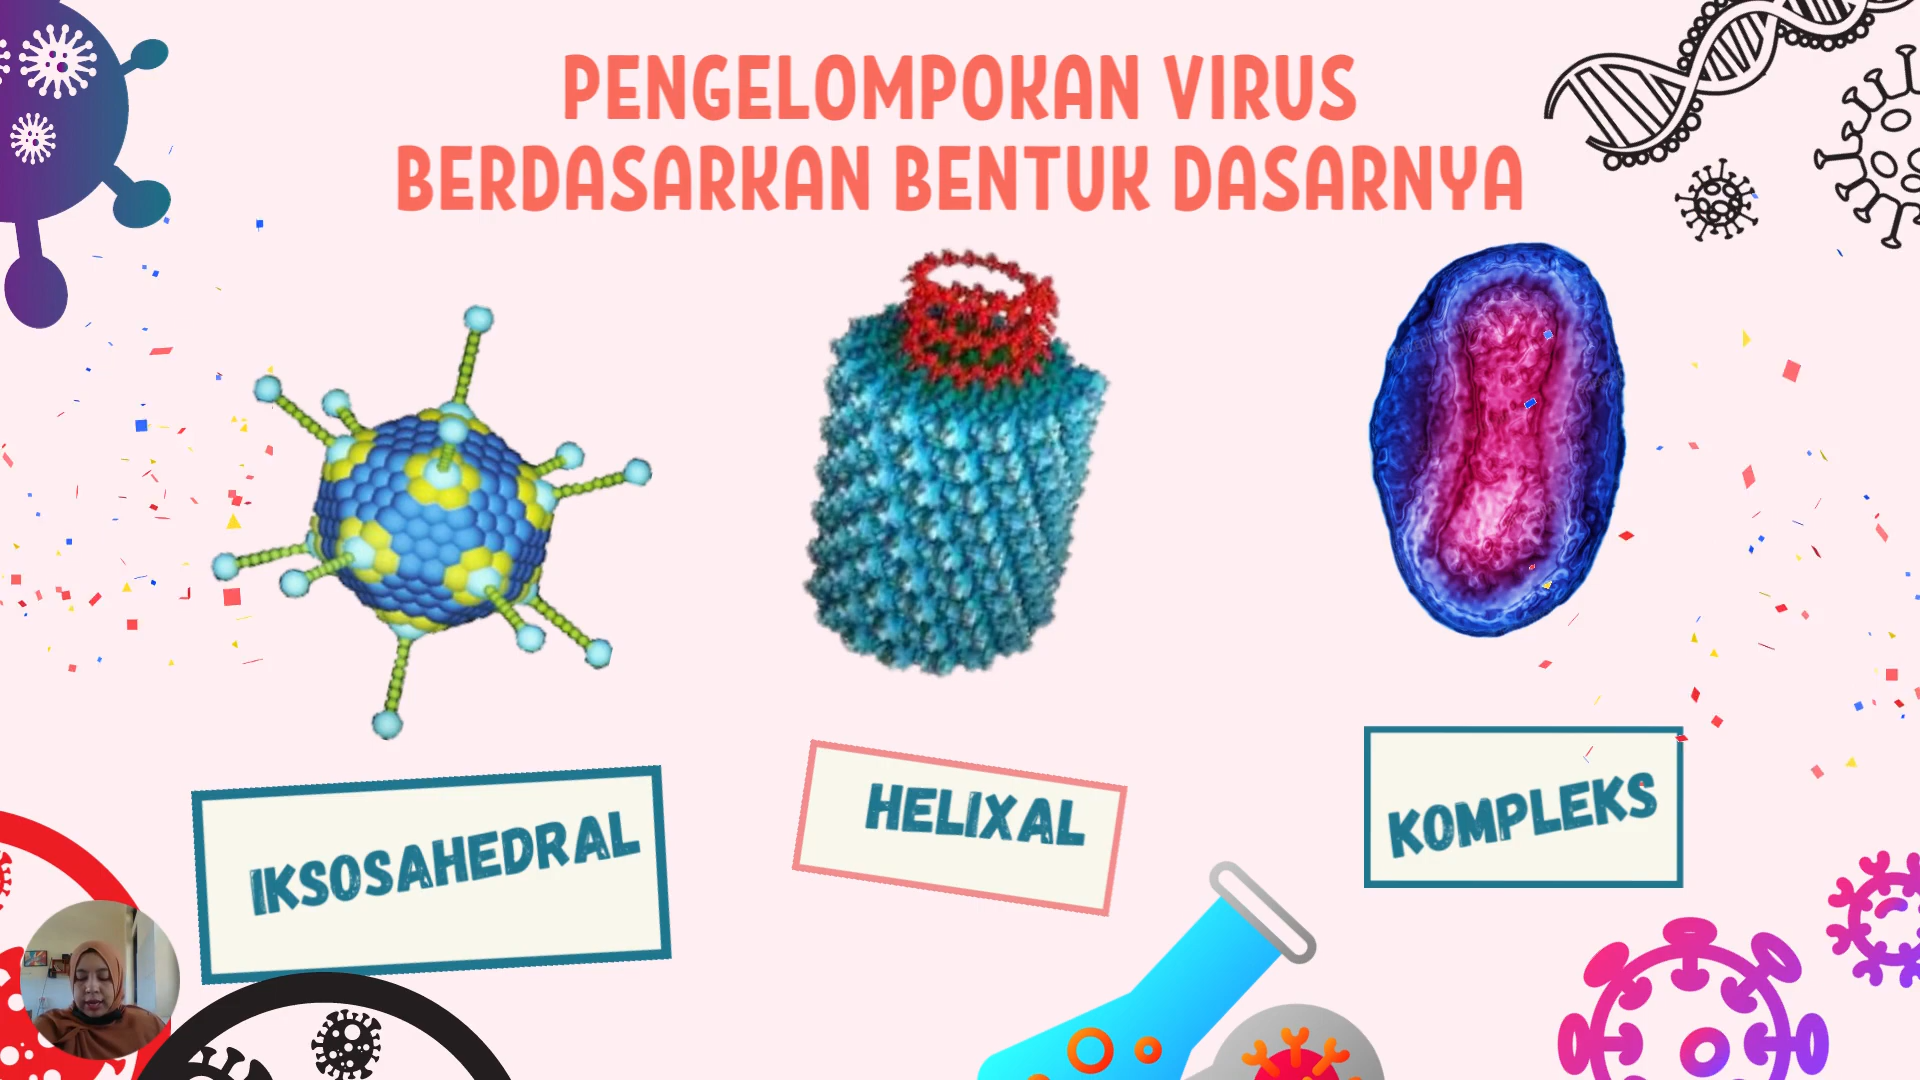 PENGELOMPOKAN VIRUS
BERDASARKAN BENTUK DASARNYA
IKSOSAHEDRAL
HELIXAL
KOMPLEKS